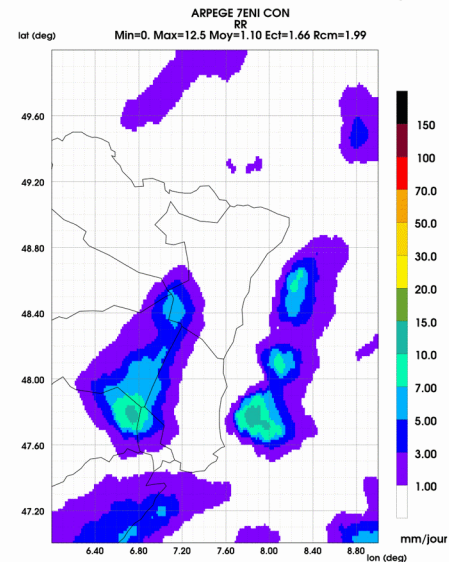 ARPEGE 7ENI CON
RR
lat (deg)
Min=0. Max=12.5 Moy=1.10 Ect=1.66 Rcm=1.99
49.60
49.20
48.80
48.40
48.00
47.60
47.20
6.40 6.80 7.20 7.60 8.00 8.40 8.80
lon (deg)
150
100
70.0
50.0
30.0
20.0
15.0
10.0
7.00
5.00
3.00
1.00
mm/jour